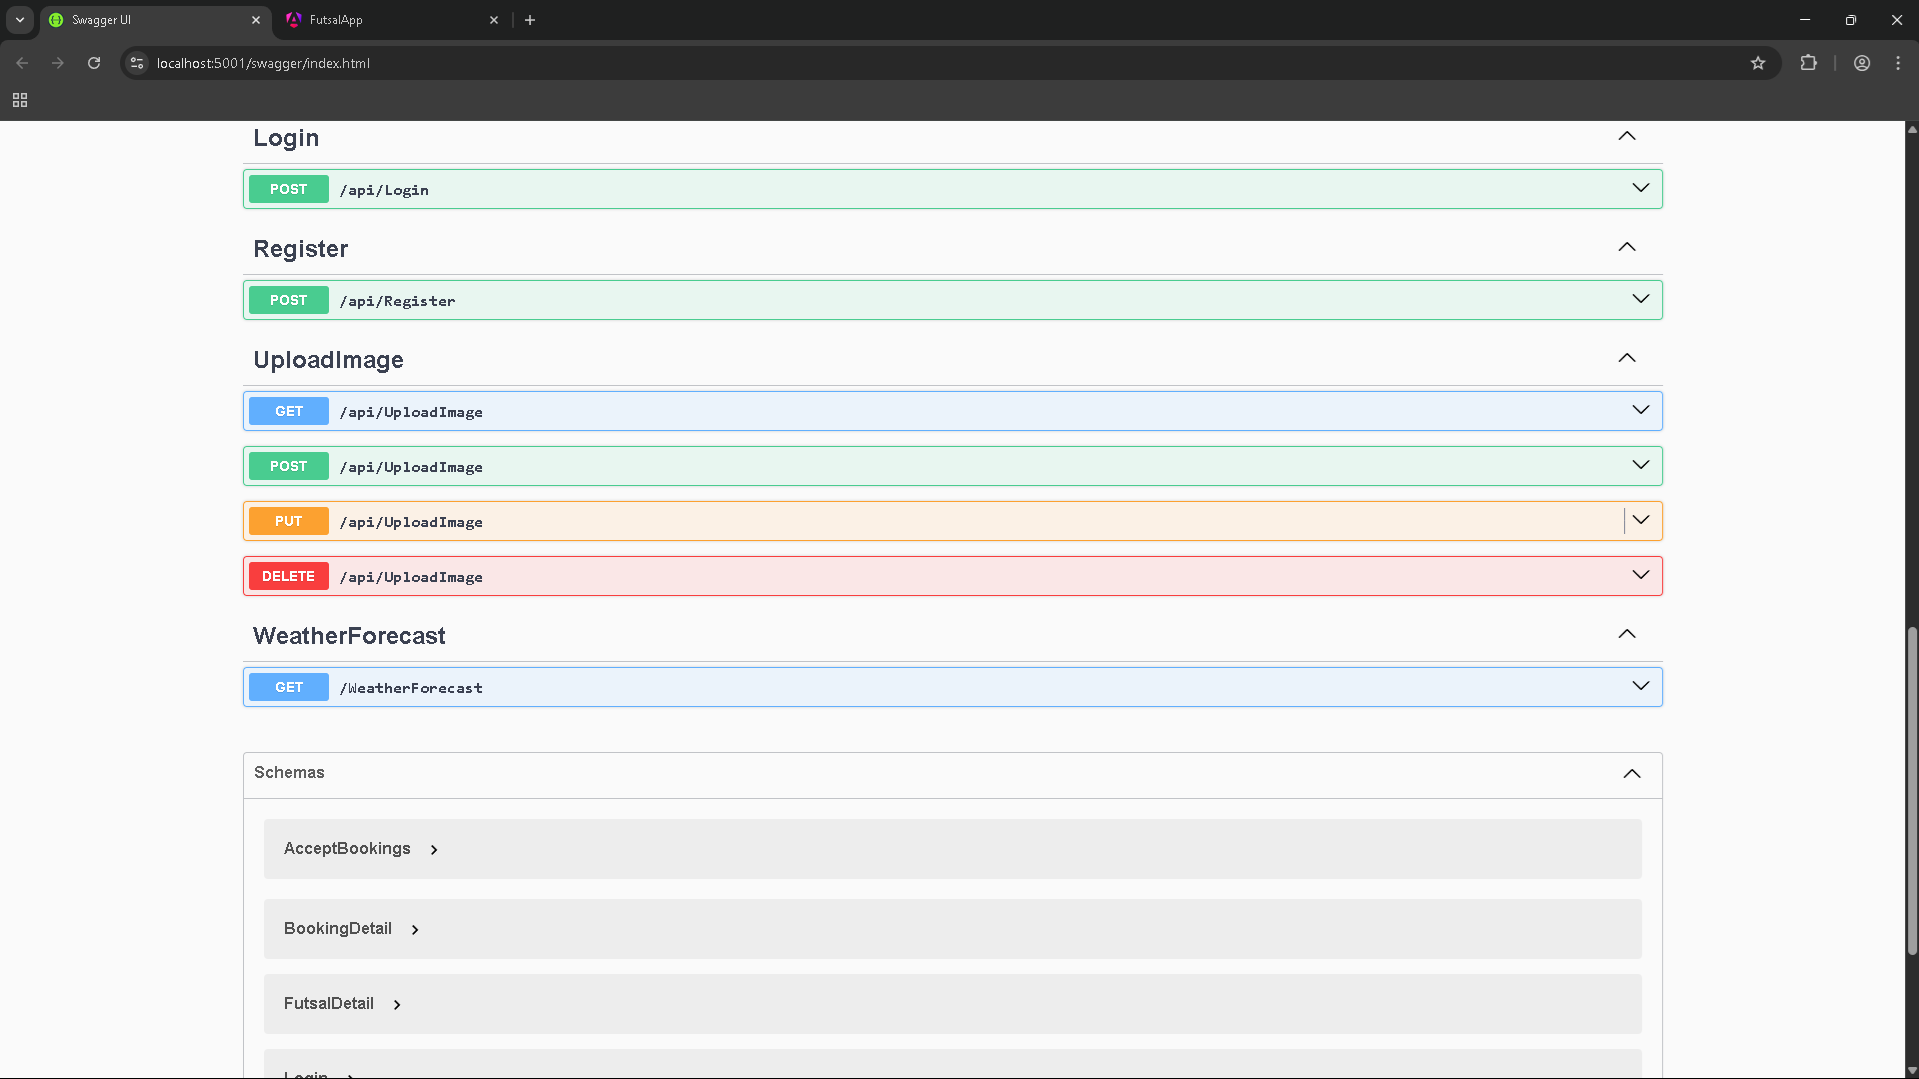 Swagger UI
FutsalApp
localhost:5001/swagger/index.html
Login
POST /api/Login
Register
POST /api/Register
UploadImage
GET /api/UploadImage
POST /api/UploadImage
PUT /api/UploadImage
DELETE /api/UploadImage
WeatherForecast
GET /WeatherForecast
Schemas
AcceptBookings
BookingDetail
FutsalDetail
Login